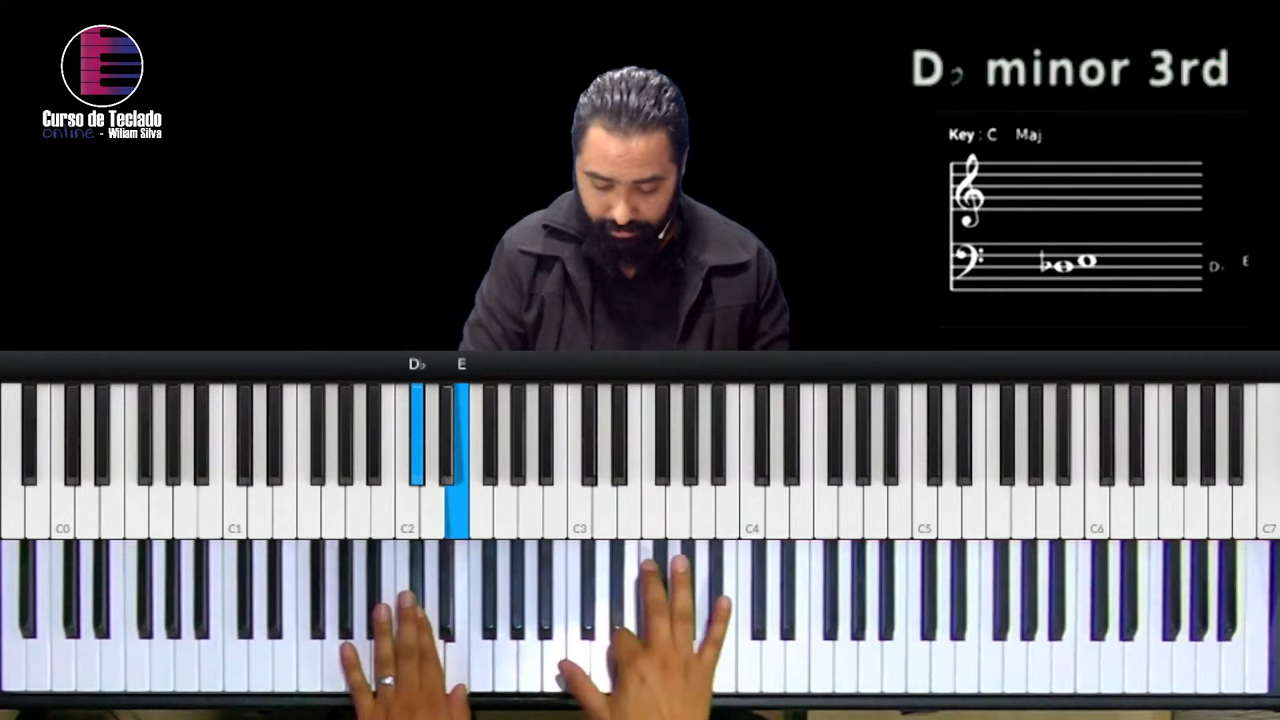 Curso de Teclado
online - Wiliam Silva
D♭ minor 3rd
Key : C Maj
D♭ E
D♭ E
C0 C1 C2 C3 C4 C5 C6 C7